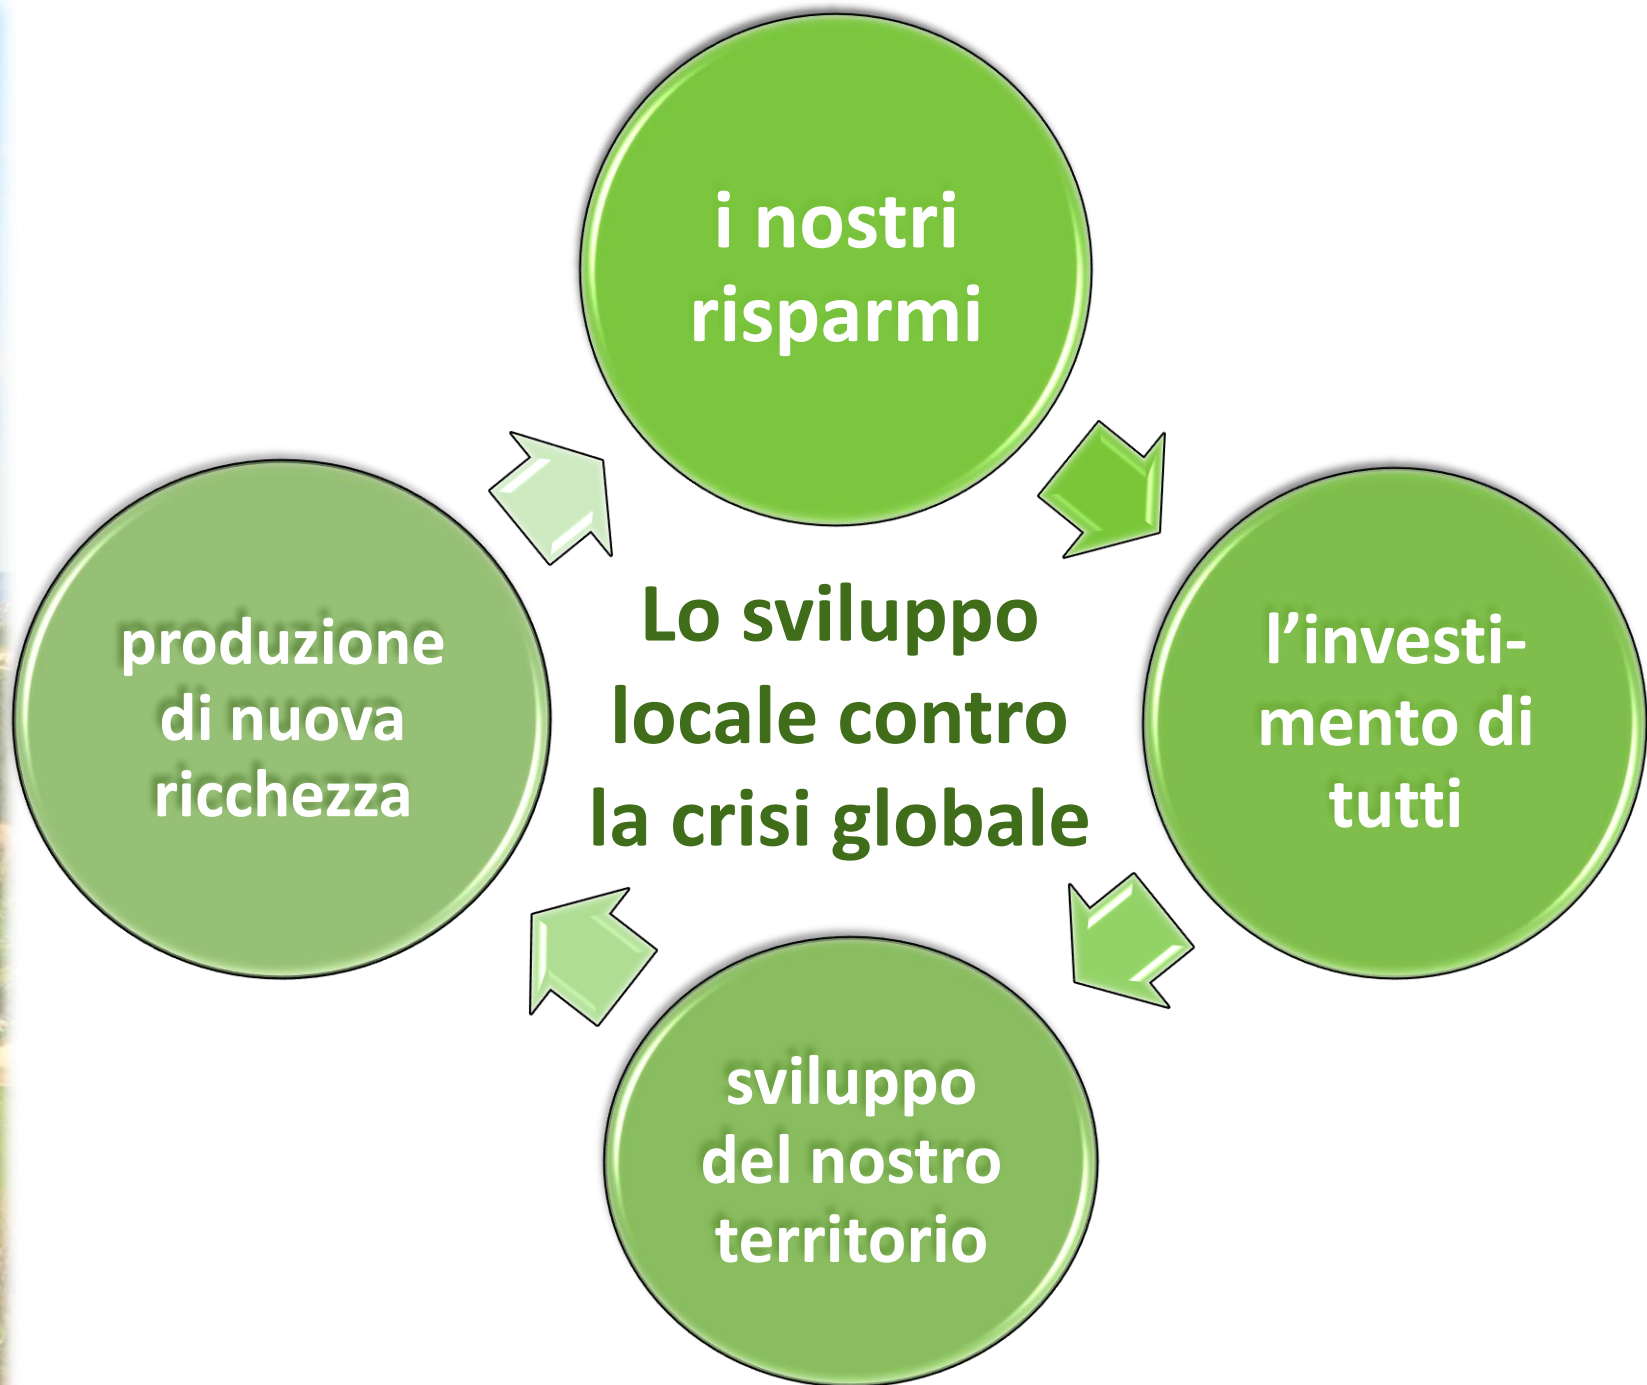 i nostri
risparmi
l’investi-
mento di
tutti
sviluppo
del nostro
territorio
produzione
di nuova
ricchezza
Lo sviluppo
locale contro
la crisi globale